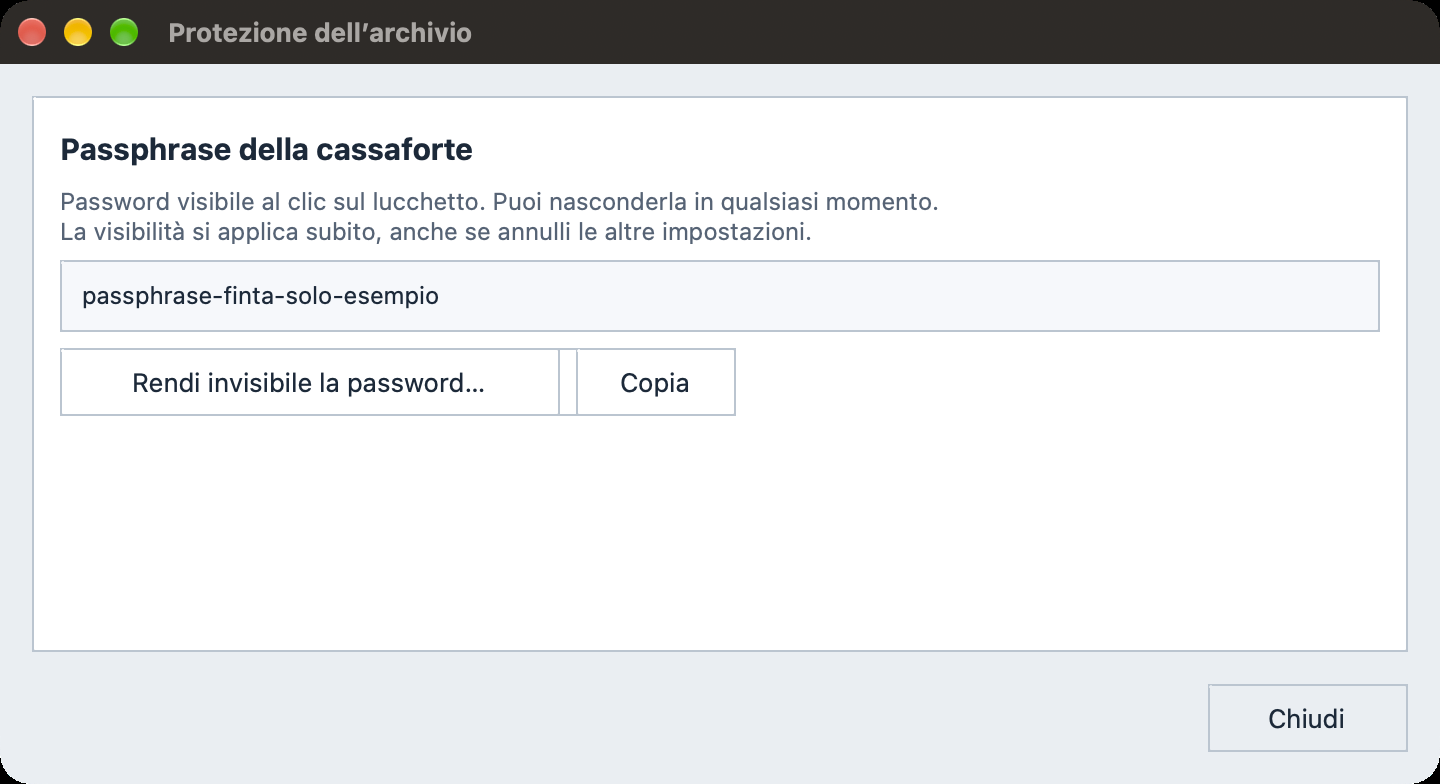 Protezione dell’archivio
Passphrase della cassaforte
Password visibile al clic sul lucchetto. Puoi nasconderla in qualsiasi momento.
La visibilità si applica subito, anche se annulli le altre impostazioni.
passphrase-finta-solo-esempio
Rendi invisibile la password...
Copia
Chiudi